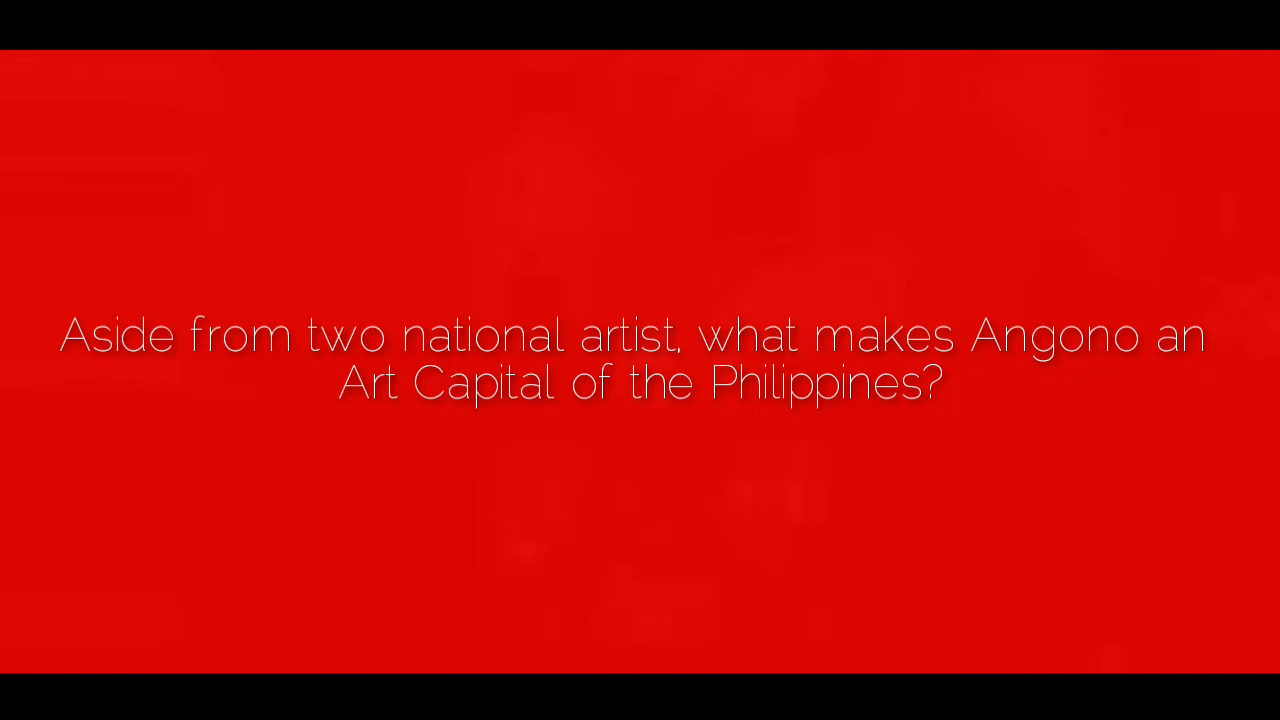 Aside from two national artist, what makes Angono an
Art Capital of the Philippines?